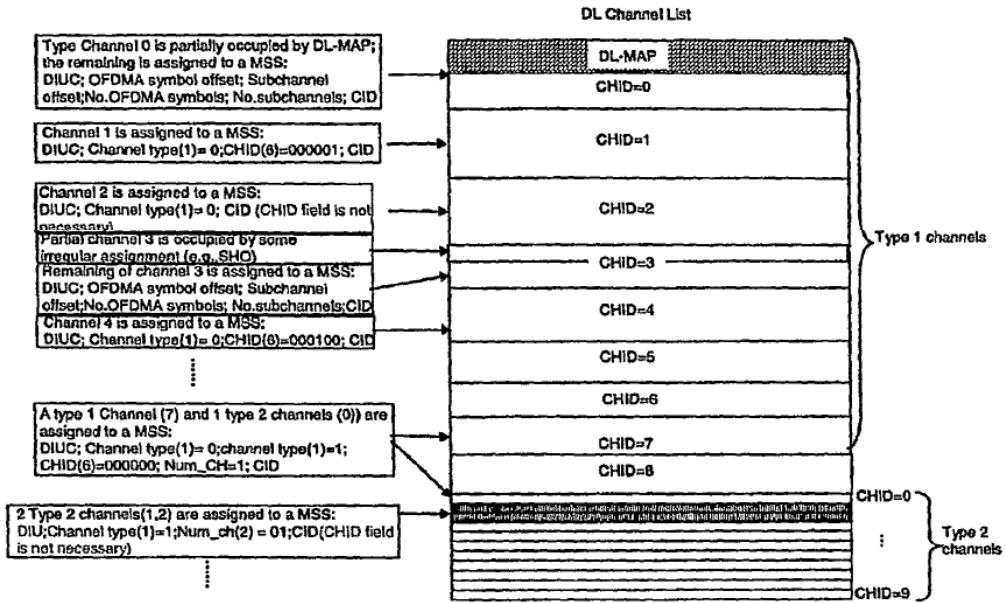 DL Channel List
Type Channel 0 is partially occupied by DL-MAP;
the remaining is assigned to a MSS:
DIUC; OFDMA symbol offset; Subchannel
offset;No.OFDMA symbols; No.subchannels; CID
Channel 1 is assigned to a MSS:
DIUC; Channel type(1)= 0;CHID(6)=000001; CID
Channel 2 is assigned to a MSS:
DIUC; Channel type(1)= 0; CID (CHID field is not
necessary)
Partial channel 3 is occupied by some
irregular assignment (e.g.,SHO)
Remaining of channel 3 is assigned to a MSS:
DIUC; OFDMA symbol offset; Subchannel
offset;No.OFDMA symbols; No.subchannels;CID
Channel 4 is assigned to a MSS:
DIUC; Channel type(1)= 0;CHID(6)=000100; CID
A type 1 Channel (7) and 1 type 2 channels (0)) are
assigned to a MSS:
DIUC; Channel type(1)= 0;channel type(1)=1;
CHID(6)=000000; Num_CH=1; CID
2 Type 2 channels(1,2) are assigned to a MSS:
DIU;Channel type(1)=1;Num_ch(2) = 01;CID(CHID field
is not necessary)
DL-MAP
CHID=0
CHID=1
CHID=2
CHID=3
CHID=4
CHID=5
CHID=6
CHID=7
CHID=8
Type 1 channels
CHID=0
Type 2
channels
CHID=9